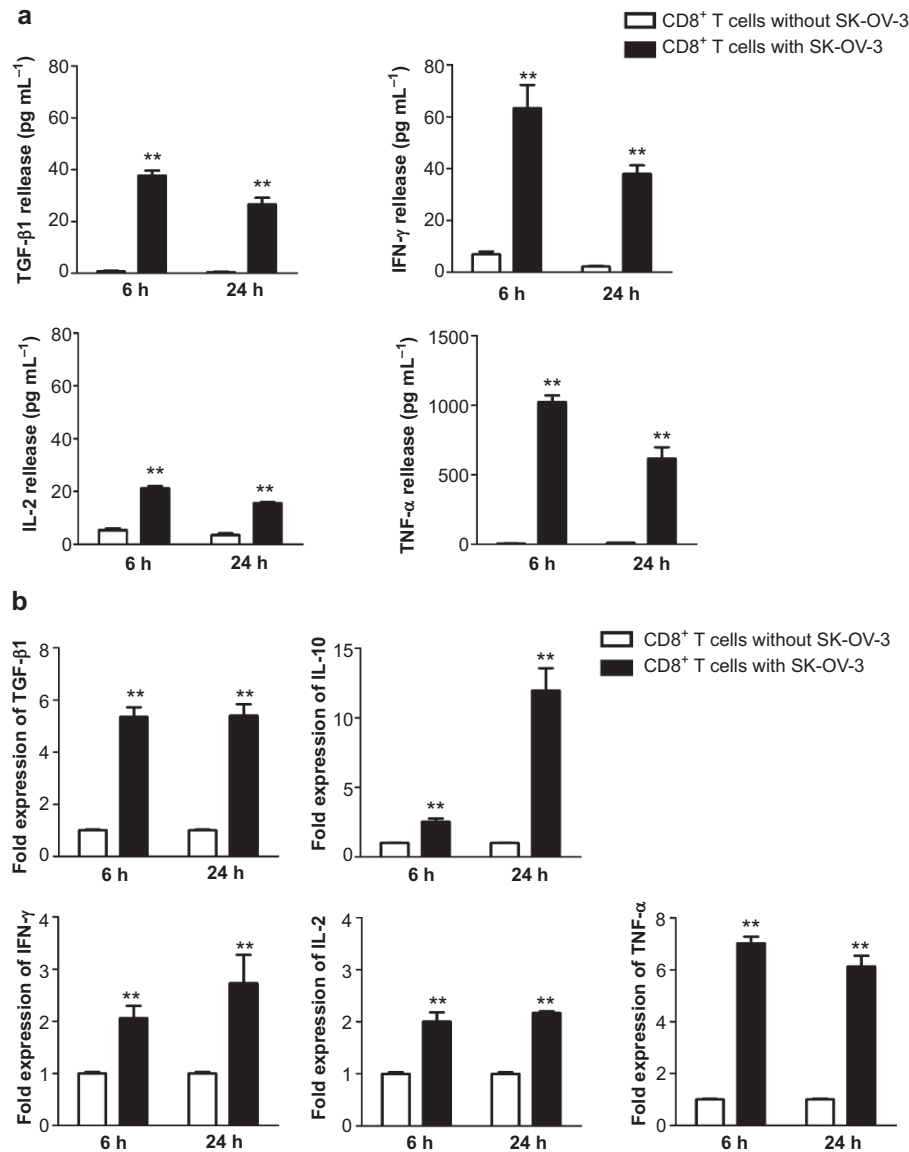 a
CD8⁺ T cells without SK-OV-3
CD8⁺ T cells with SK-OV-3
TGF-β1 rellease (pg mL⁻¹)
80
60
40
20
0
**
**
6 h
24 h
IFN-γ rellease (pg mL⁻¹)
80
60
40
20
0
**
**
6 h
24 h
IL-2 rellease (pg mL⁻¹)
80
60
40
20
0
**
**
6 h
24 h
TNF-α rellease (pg mL⁻¹)
1500
1000
500
0
**
**
6 h
24 h
b
CD8⁺ T cells without SK-OV-3
CD8⁺ T cells with SK-OV-3
Fold expression of TGF-β1
8
6
4
2
0
**
**
6 h
24 h
Fold expression of IL-10
15
10
5
0
**
**
6 h
24 h
Fold expression of IFN-γ
4
3
2
1
0
**
**
6 h
24 h
Fold expression of IL-2
4
3
2
1
0
**
**
6 h
24 h
Fold expression of TNF-α
8
6
4
2
0
**
**
6 h
24 h